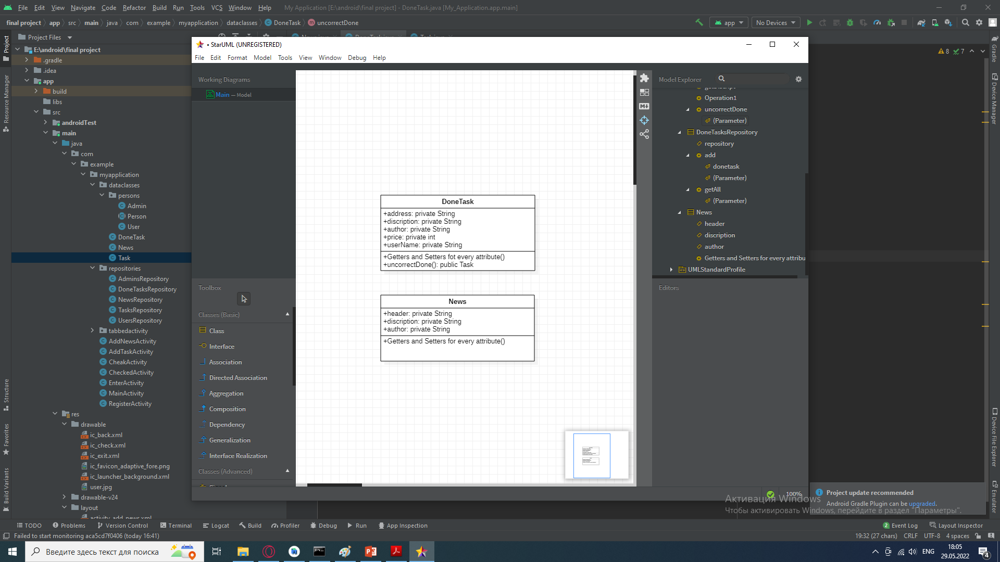 File Edit View Navigate Code Refactor Build Run Tools VCS Window Help My Application [E:\android\final project] - DoneTask.java [My_Application.app.main]
final project app src main java com example myapplication dataclasses DoneTask uncorrectDone app No Devices
Project Files
E:\android\final project
.gradle
.idea
app
build
libs
src
androidTest
main
java
com
example
myapplication
dataclasses
persons
Admin
Person
User
DoneTask
News
Task
repositories
AdminsRepository
DoneTasksRepository
NewsRepository
TasksRepository
UsersRepository
tabbedactivity
AddNewsActivity
AddTaskActivity
CheakActivity
CheckedActivity
EnterActivity
MainActivity
RegisterActivity
res
drawable
ic_back.xml
ic_check.xml
ic_exit.xml
ic_favicon_adaptive_fore.png
ic_launcher_background.xml
user.jpg
drawable-v24
layout
activity_add_news.xml
Project
Resource Manager
Structure
Favorites
Build Variants
• StarUML (UNREGISTERED)
File Edit Format Model Tools View Window Debug Help
Working Diagrams
Main — Model
Toolbox
Classes (Basic)
Class
Interface
Association
Directed Association
Aggregation
Composition
Dependency
Generalization
Interface Realization
Classes (Advanced)
DoneTask
+address: private String
+discription: private String
+author: private String
+price: private int
+userName: private String
+Getters and Setters fot every attribute()
+uncorrectDone(): public Task
News
+header: private String
+discription: private String
+author: private String
+Getters and Setters for every attribute()
Model Explorer
Operation1
uncorrectDone
(Parameter)
DoneTasksRepository
repository
add
donetask
(Parameter)
getAll
(Parameter)
News
header
discription
author
Getters and Setters for every attribu
UMLStandardProfile
Editors
100%
8 7
Gradle
Device Manager
Device File Explorer
Emulator
Project update recommended
Android Gradle Plugin can be upgraded.
Активация Windows
Чтобы активировать Windows, перейдите в раздел "Параметры".
TODO Problems Version Control Terminal Logcat Build Profiler Debug Run App Inspection 2 Event Log Layout Inspector
Failed to start monitoring aca5cd7f0406 (today 16:41) 19:32 (27 chars) CRLF UTF-8 4 spaces
Введите здесь текст для поиска
ENG
18:05
29.05.2022
4